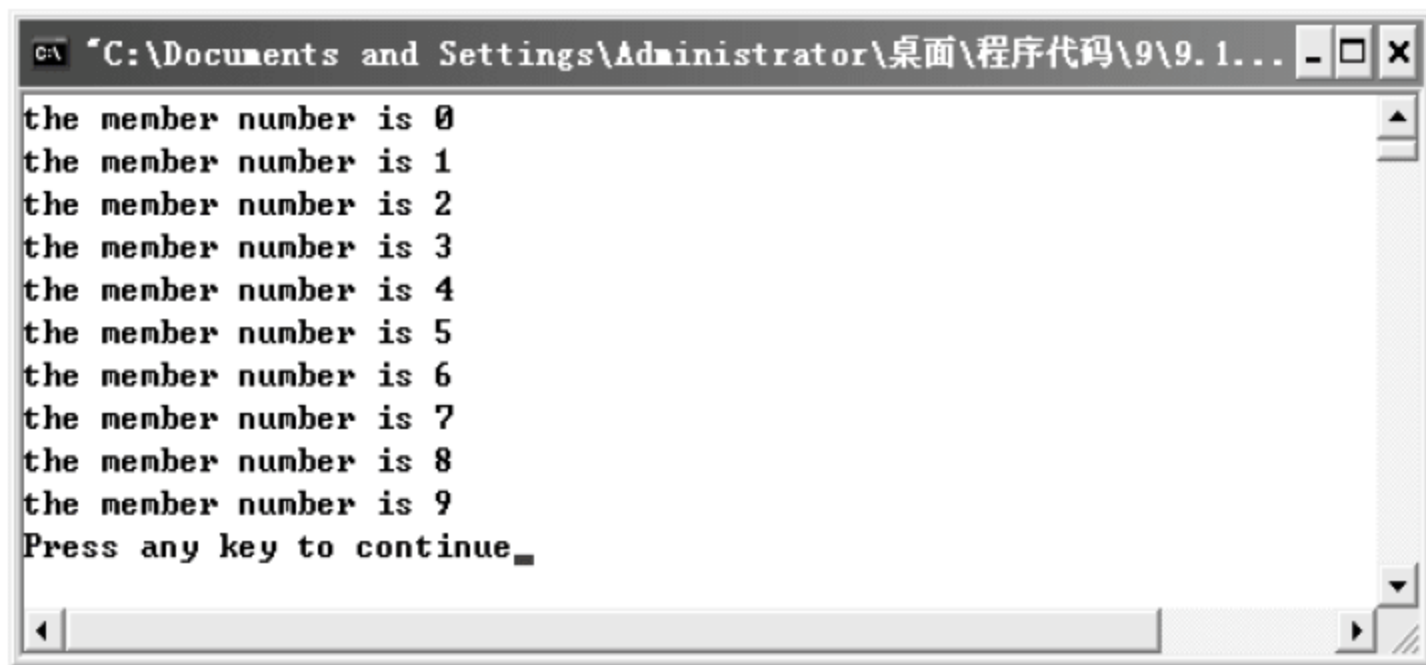 C:\ "C:\Documents and Settings\Administrator\桌面\程序代码\9\9.1...
the member number is 0
the member number is 1
the member number is 2
the member number is 3
the member number is 4
the member number is 5
the member number is 6
the member number is 7
the member number is 8
the member number is 9
Press any key to continue_